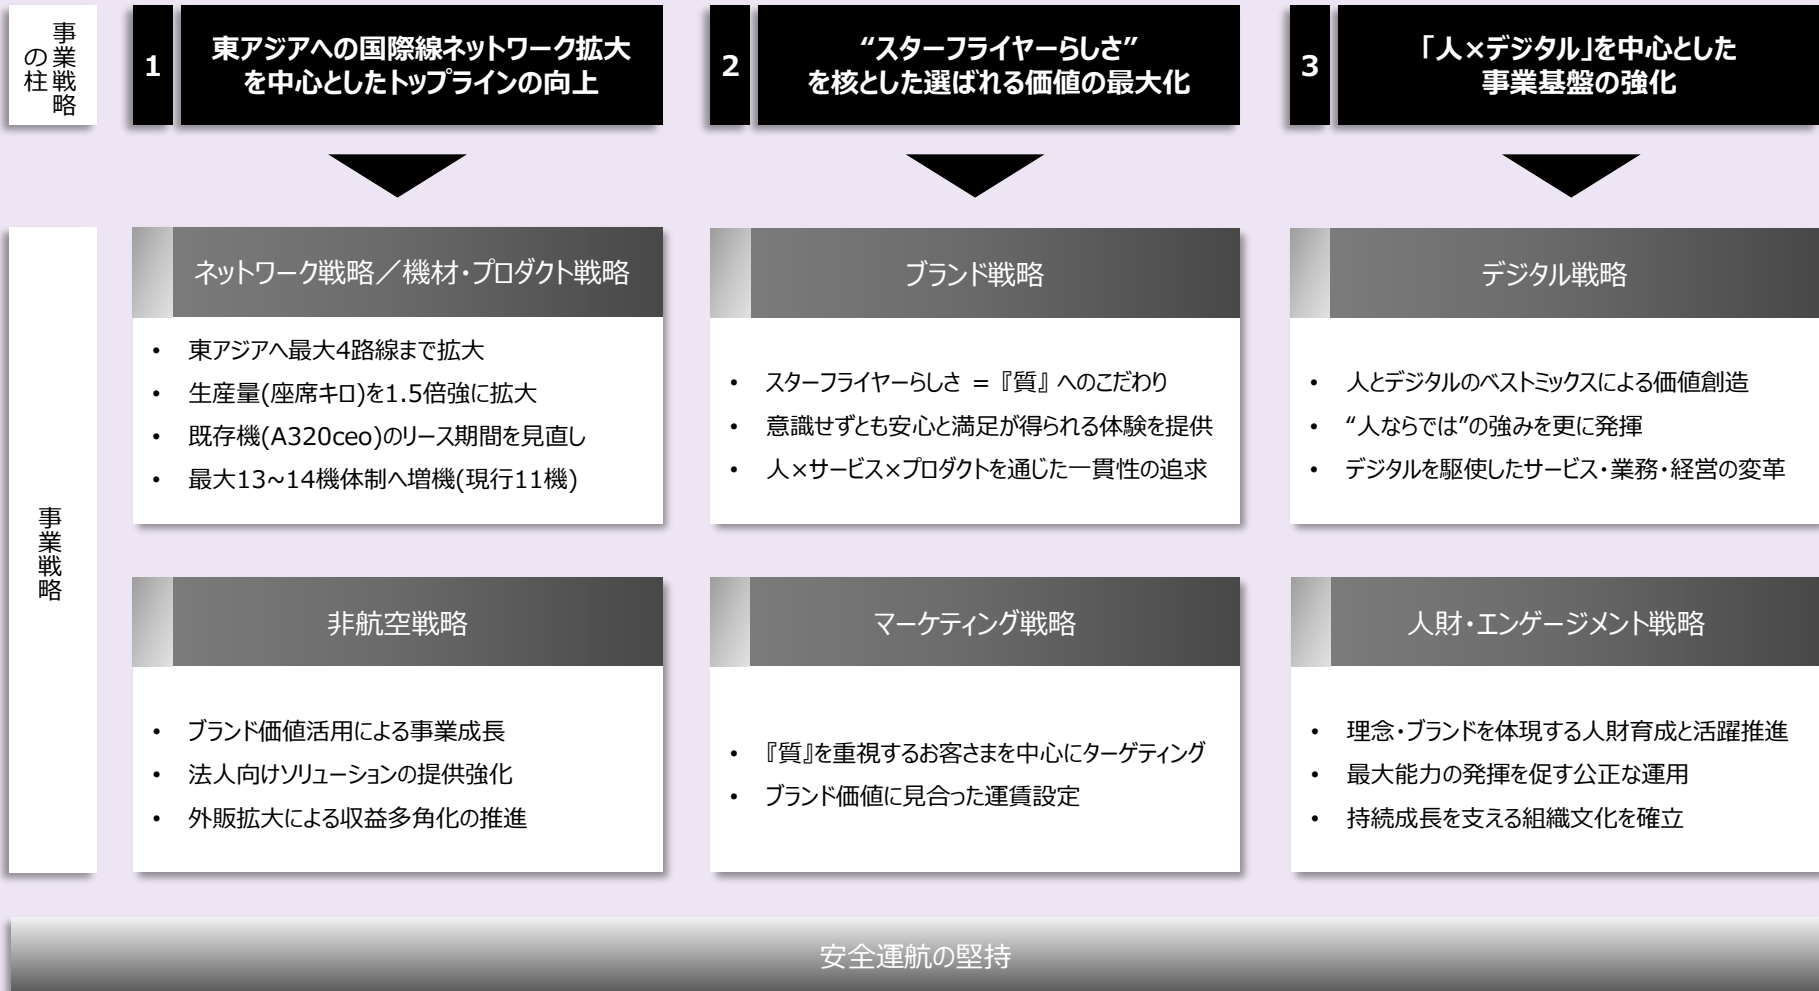 事業戦略
の柱
1
東アジアへの国際線ネットワーク拡大
を中心としたトップラインの向上
2
“スターフライヤーらしさ”
を核とした選ばれる価値の最大化
3
「人×デジタル」を中心とした
事業基盤の強化
事業戦略
ネットワーク戦略／機材・プロダクト戦略
• 東アジアへ最大4路線まで拡大
• 生産量(座席キロ)を1.5倍強に拡大
• 既存機(A320ceo)のリース期間を見直し
• 最大13~14機体制へ増機(現行11機)
ブランド戦略
• スターフライヤーらしさ = 『質』 へのこだわり
• 意識せずとも安心と満足が得られる体験を提供
• 人×サービス×プロダクトを通じた一貫性の追求
デジタル戦略
• 人とデジタルのベストミックスによる価値創造
• “人ならでは”の強みを更に発揮
• デジタルを駆使したサービス・業務・経営の変革
非航空戦略
• ブランド価値活用による事業成長
• 法人向けソリューションの提供強化
• 外販拡大による収益多角化の推進
マーケティング戦略
• 『質』を重視するお客さまを中心にターゲティング
• ブランド価値に見合った運賃設定
人財・エンゲージメント戦略
• 理念・ブランドを体現する人財育成と活躍推進
• 最大能力の発揮を促す公正な運用
• 持続成長を支える組織文化を確立
安全運航の堅持